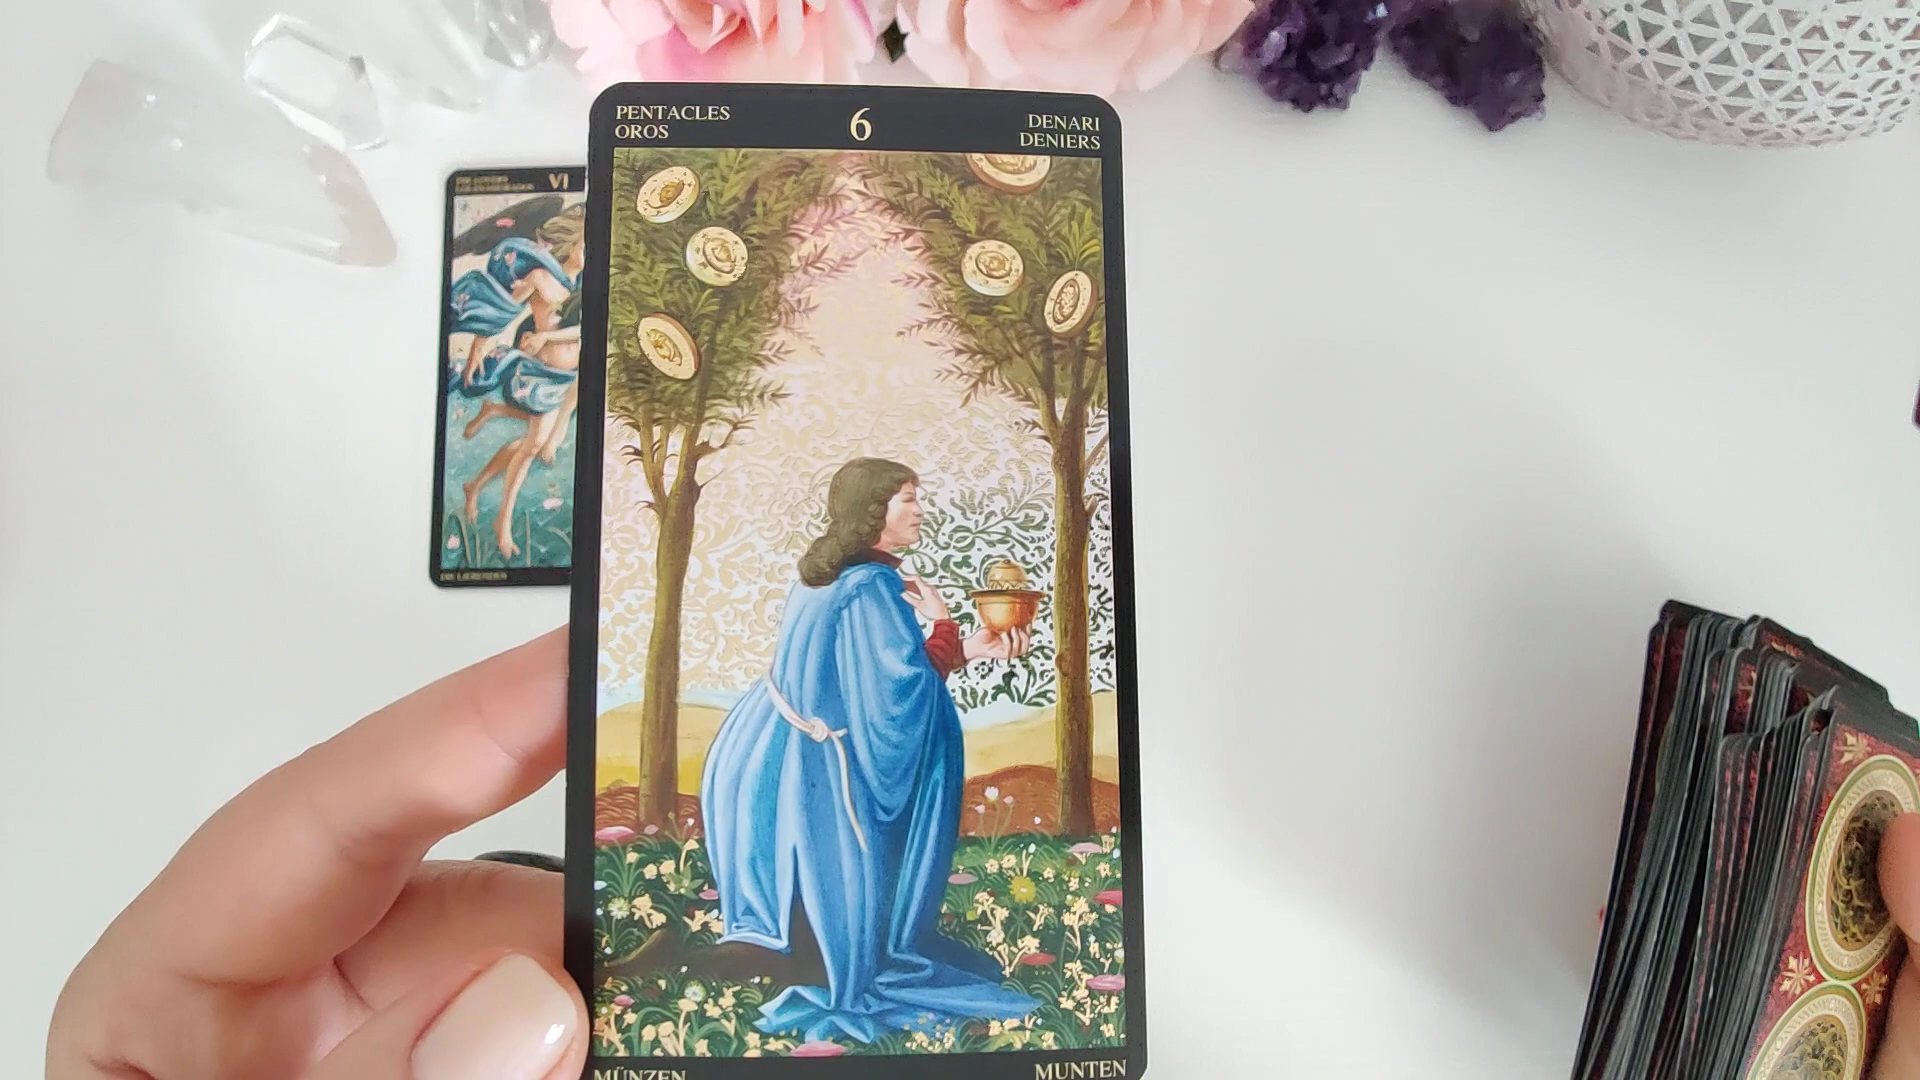 PENTACLES
OROS
6
DENARI
DENIERS
VI
MÜNZEN
MUNTEN